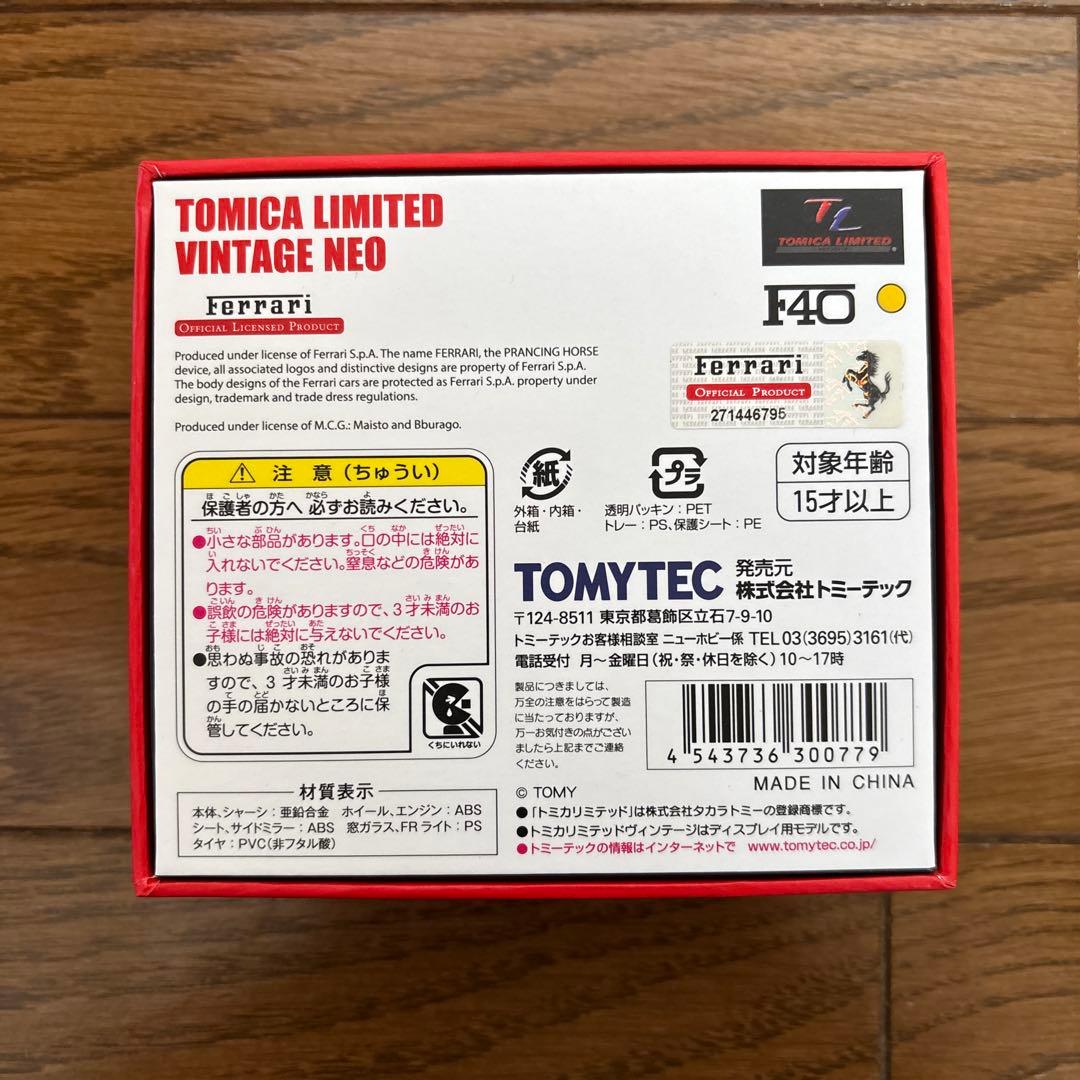 TOMICA LIMITED
VINTAGE NEO
TL
TOMICA LIMITED
F40
Ferrari
OFFICIAL LICENSED PRODUCT
Produced under license of Ferrari S.p.A. The name FERRARI, the PRANCING HORSE
device, all associated logos and distinctive designs are property of Ferrari S.p.A.
The body designs of the Ferrari cars are protected as Ferrari S.p.A. property under
design, trademark and trade dress regulations.
Produced under license of M.C.G.: Maisto and Bburago.
Ferrari
OFFICIAL PRODUCT
271446795
注 意(ちゅうい)
保護者の方へ 必ずお読みください。
●小さな部品があります。口の中には絶対に
入れないでください。窒息などの危険があ
ります。
●誤飲の危険がありますので、3才未満のお
子様には絶対に与えないでください。
●思わぬ事故の恐れがありま
すので、3才未満のお子様
の手の届かないところに保
管してください。
くちにいれない
紙
外箱・内箱・
台紙
プラ
透明パッキン:PET
トレー:PS、保護シート:PE
対象年齢
15才以上
TOMYTEC 発売元
株式会社トミーテック
〒124-8511 東京都葛飾区立石7-9-10
トミーテックお客様相談室 ニューホビー係 TEL 03(3695)3161(代)
電話受付 月~金曜日(祝・祭・休日を除く)10~17時
製品につきましては、
万全の注意をはらって製造
に当たっておりますが、
万一お気付きの点がござい
ましたら上記までご連絡
ください。
4 543736 300779
MADE IN CHINA
© TOMY
●「トミカリミテッド」は株式会社タカラトミーの登録商標です。
●トミカリミテッドヴィンテージはディスプレイ用モデルです。
●トミーテックの情報はインターネットで www.tomytec.co.jp/
材質表示
本体、シャーシ:亜鉛合金 ホイール、エンジン:ABS
シート、サイドミラー:ABS 窓ガラス、FRライト:PS
タイヤ:PVC(非フタル酸)